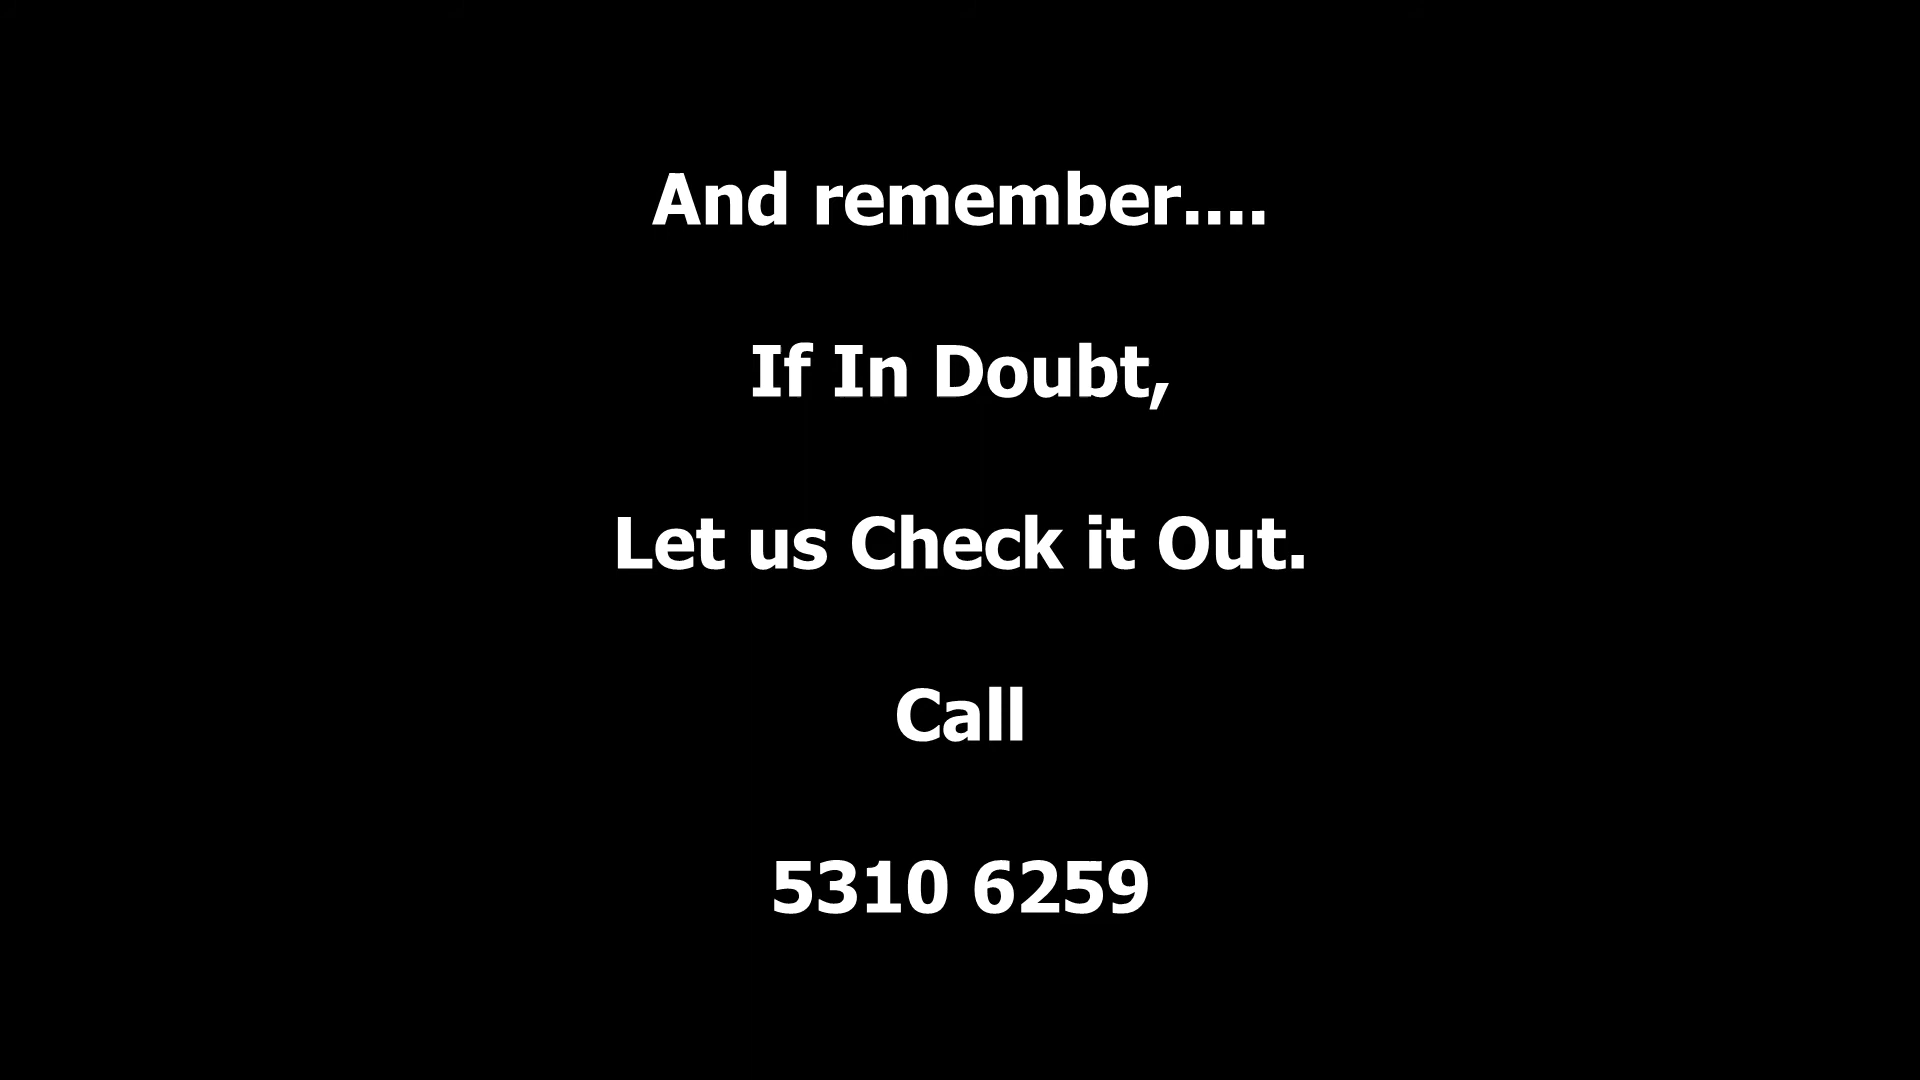 And remember....
If In Doubt,
Let us Check it Out.
Call
5310 6259